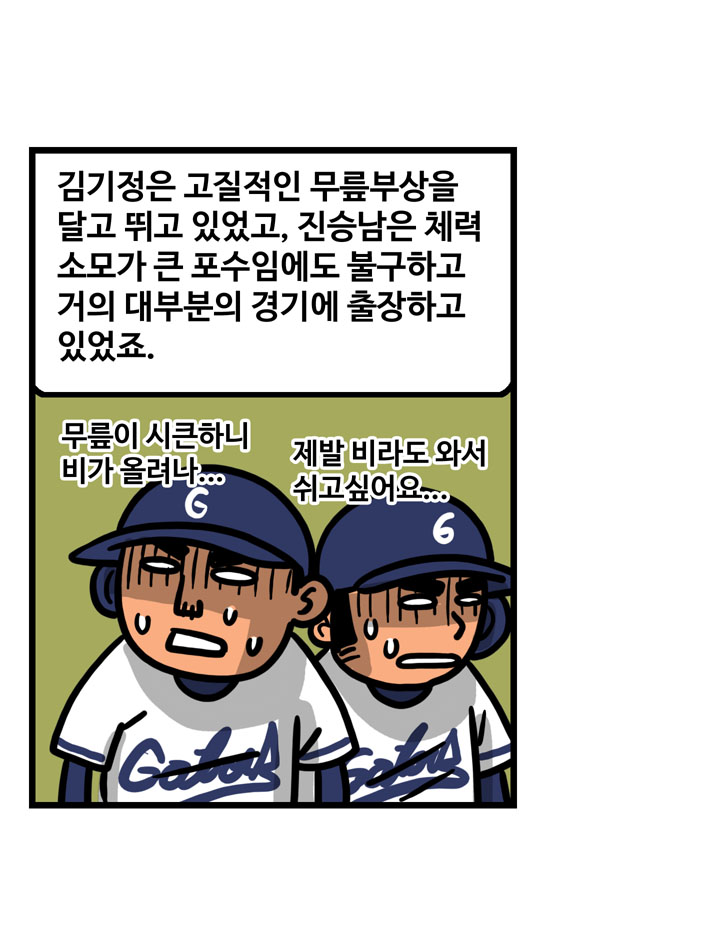 김기정은 고질적인 무릎부상을
달고 뛰고 있었고, 진승남은 체력
소모가 큰 포수임에도 불구하고
거의 대부분의 경기에 출장하고
있었죠.
무릎이 시큰하니
비가 올려나...
제발 비라도 와서
쉬고싶어요...
G
G
Gators
Gators